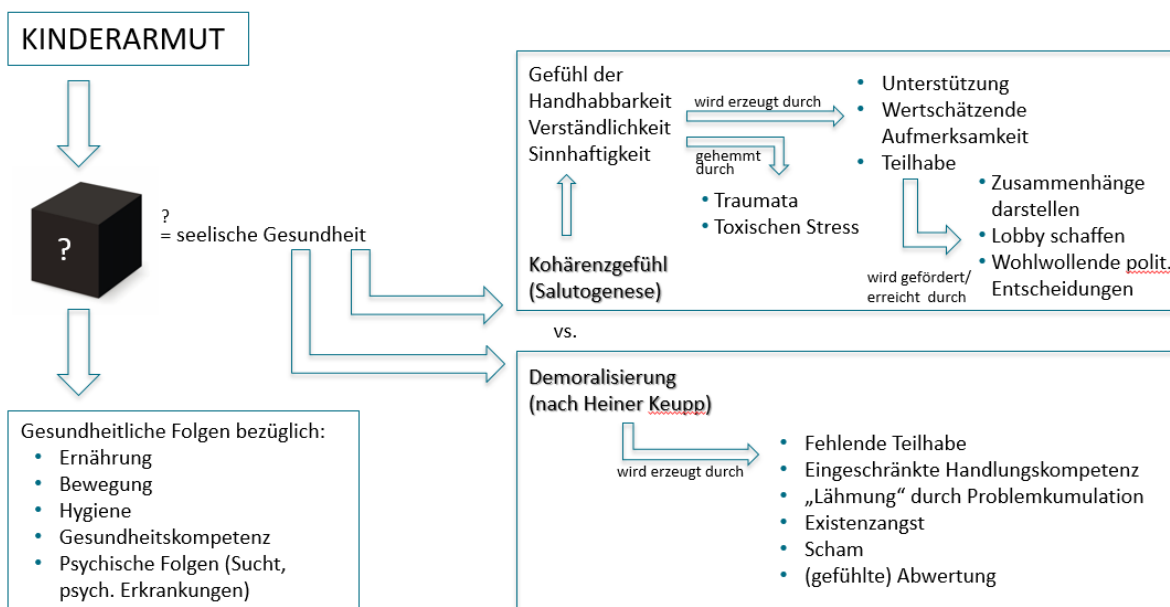 KINDERARMUT
?
?
= seelische Gesundheit
Gesundheitliche Folgen bezüglich:
• Ernährung
• Bewegung
• Hygiene
• Gesundheitskompetenz
• Psychische Folgen (Sucht,
psych. Erkrankungen)
Gefühl der
Handhabbarkeit
Verständlichkeit
Sinnhaftigkeit
wird erzeugt durch
• Unterstützung
• Wertschätzende
Aufmerksamkeit
• Teilhabe
gehemmt
durch
• Traumata
• Toxischen Stress
wird gefördert/
erreicht durch
• Zusammenhänge
darstellen
• Lobby schaffen
• Wohlwollende polit.
Entscheidungen
Kohärenzgefühl
(Salutogenese)
vs.
Demoralisierung
(nach Heiner Keupp)
wird erzeugt durch
• Fehlende Teilhabe
• Eingeschränkte Handlungskompetenz
• „Lähmung“ durch Problemkumulation
• Existenzangst
• Scham
• (gefühlte) Abwertung